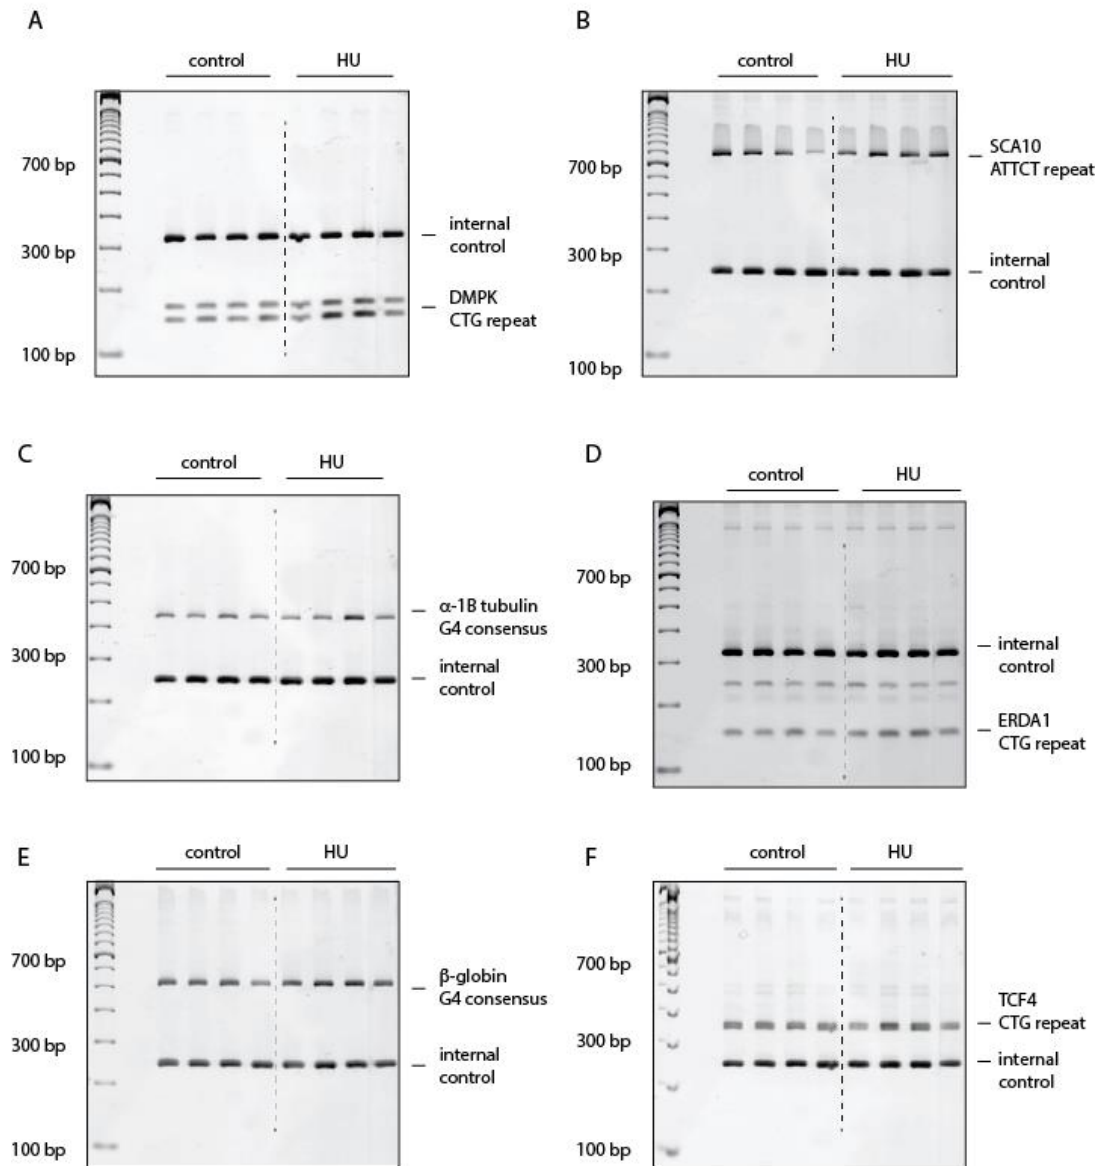 A
control HU
700 bp
300 bp
100 bp
internal
control
DMPK
CTG repeat
B
control HU
700 bp
300 bp
100 bp
SCA10
ATTCT repeat
internal
control
C
control HU
700 bp
300 bp
100 bp
α-1B tubulin
G4 consensus
internal
control
D
control HU
700 bp
300 bp
100 bp
internal
control
ERDA1
CTG repeat
E
control HU
700 bp
300 bp
100 bp
β-globin
G4 consensus
internal
control
F
control HU
700 bp
300 bp
100 bp
TCF4
CTG repeat
internal
control